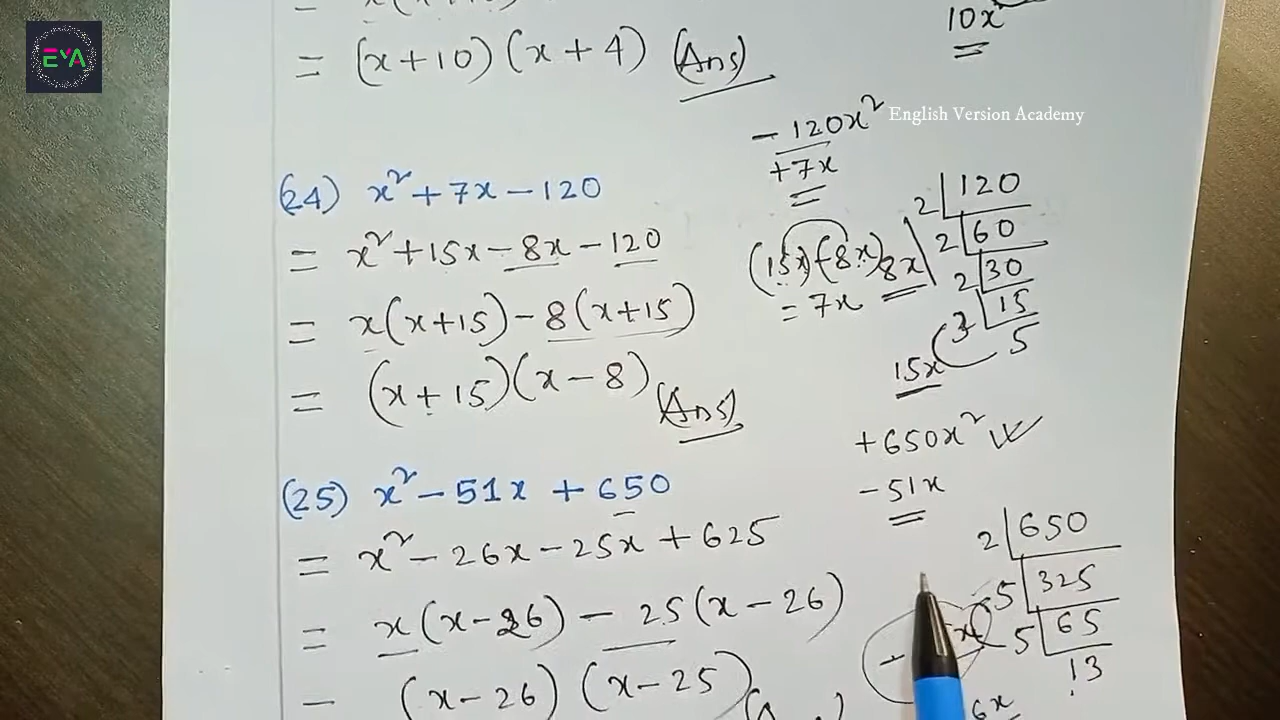 EYA
10x
= (x+10)(x+4) (Ans)
English Version Academy
-120x²
+7x
(24) x²+7x-120
= x²+15x-8x-120
= x(x+15)-8(x+15)
= (x+15)(x-8) (Ans)
(15x)(-8x) 8x
= 7x
2 120
2 60
2 30
3 15
5
15x
+650x²
-51x
(25) x²-51x+650
= x²-26x-25x+625
= x(x-26)-25(x-26)
= (x-26)(x-25)
2 650
5 325
5 65
13